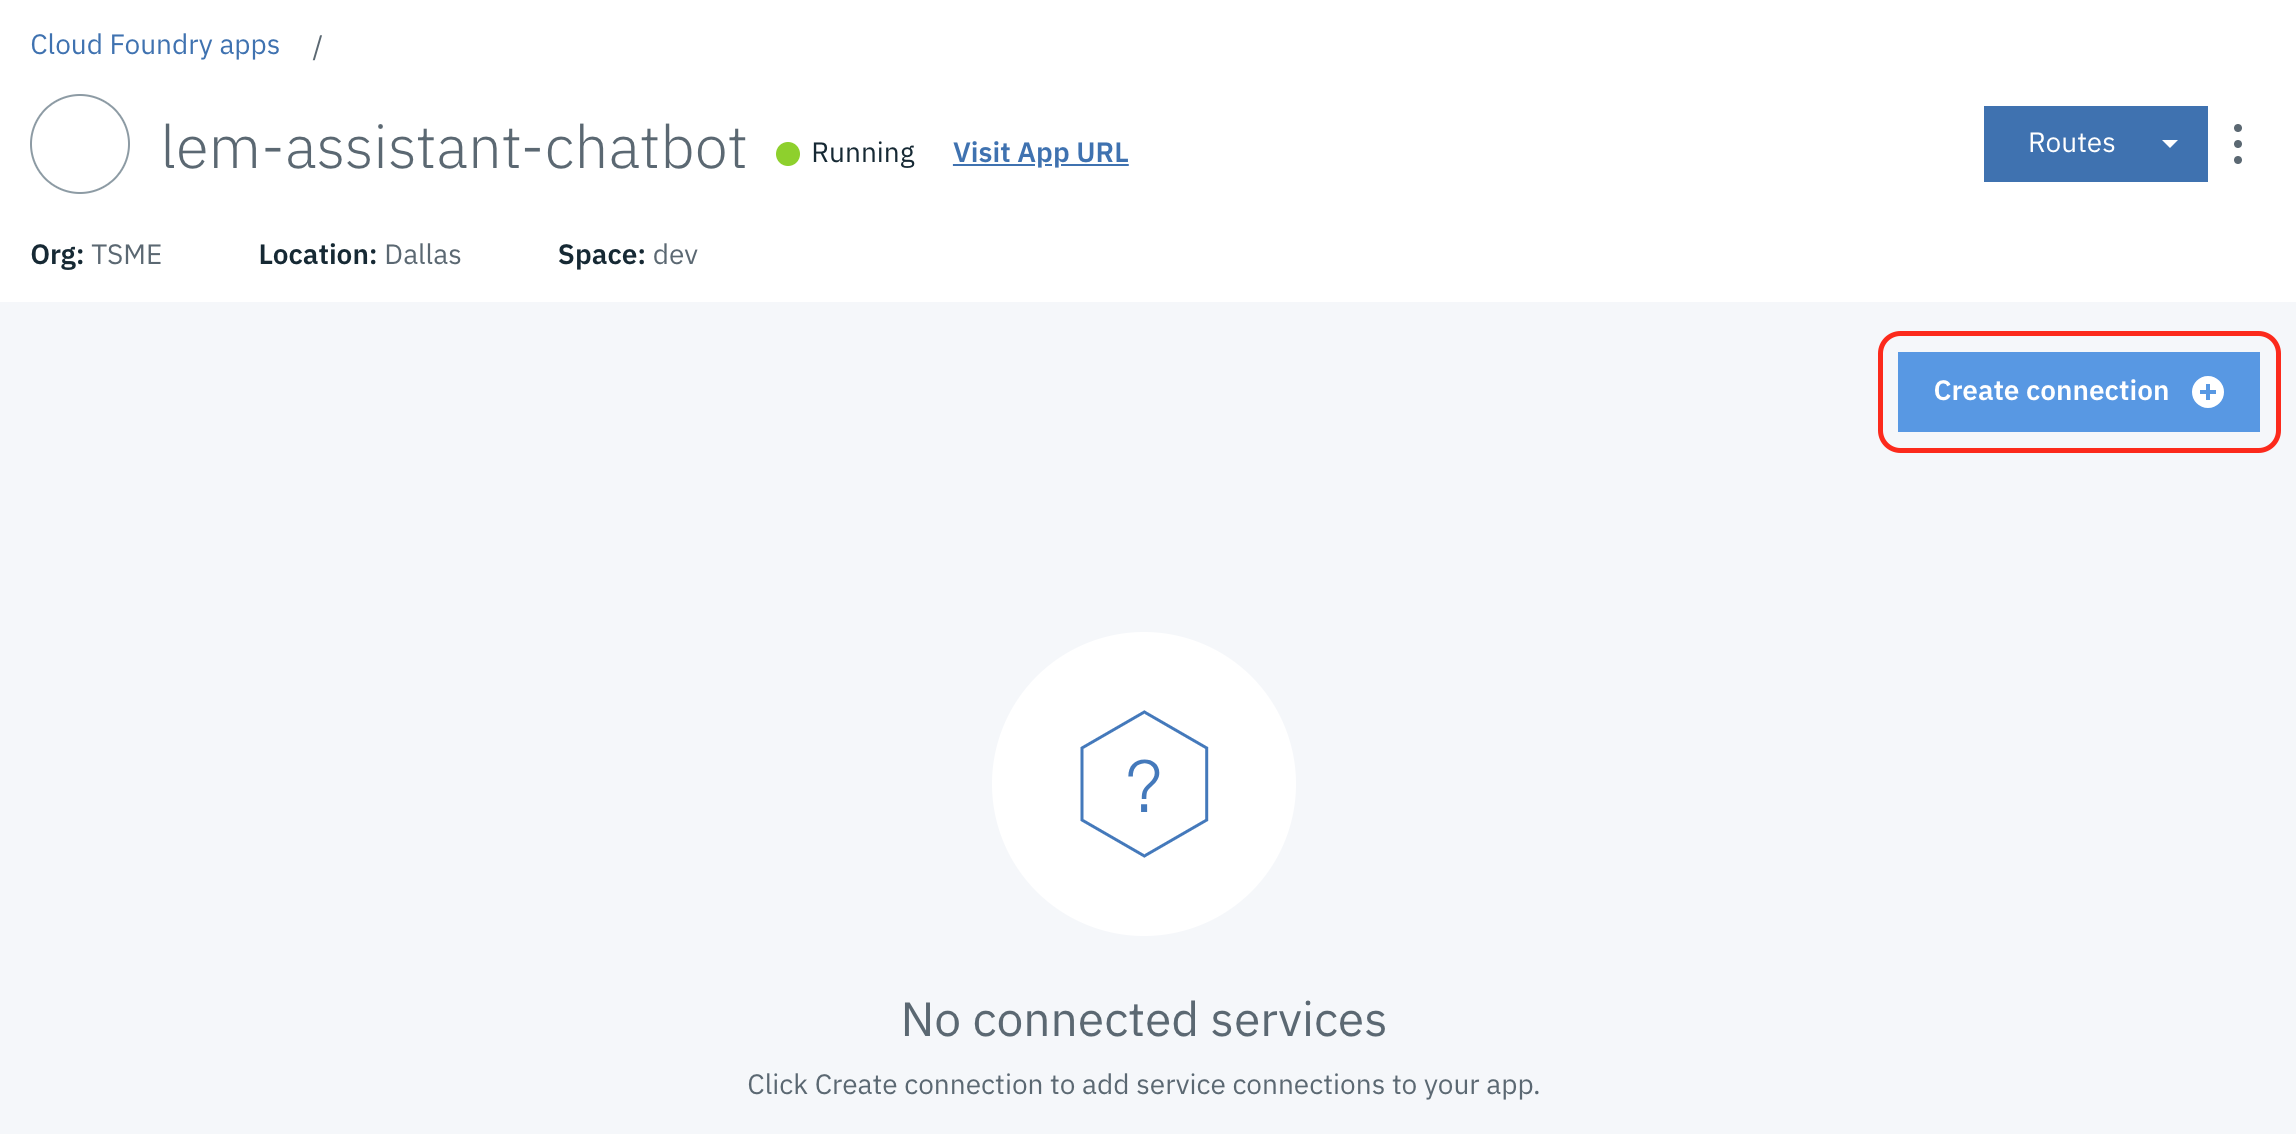 Cloud Foundry apps /
lem-assistant-chatbot Running Visit App URL Routes
Org: TSME Location: Dallas Space: dev
Create connection
?
No connected services
Click Create connection to add service connections to your app.